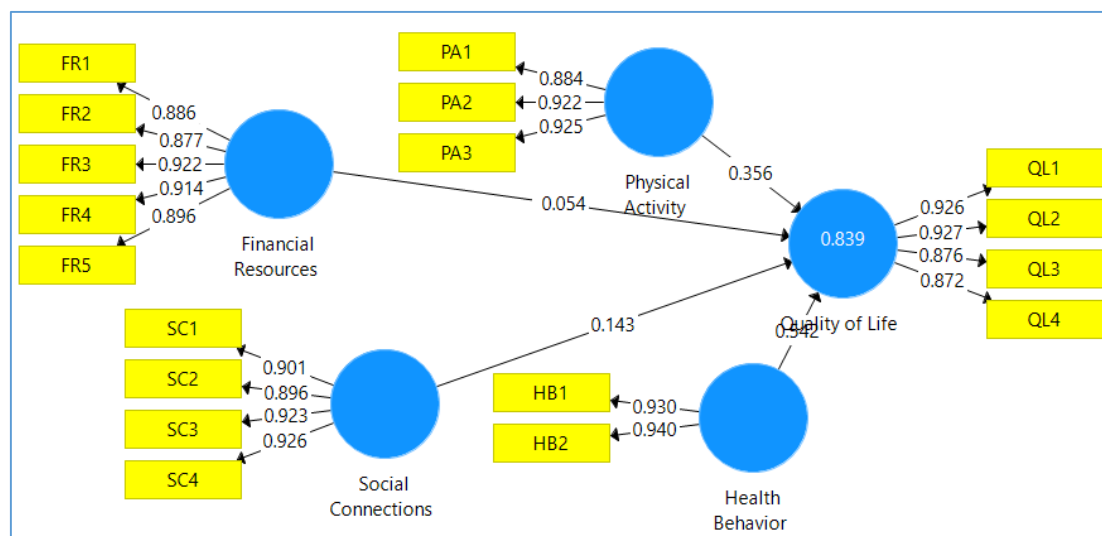 FR1
FR2
FR3
FR4
FR5
0.886
0.877
0.922
0.914
0.896
Financial
Resources
PA1
PA2
PA3
0.884
0.922
0.925
Physical
Activity
0.356
0.054
0.839
Quality of Life
0.926
0.927
0.876
0.872
QL1
QL2
QL3
QL4
SC1
SC2
SC3
SC4
0.901
0.896
0.923
0.926
Social
Connections
0.143
0.542
HB1
HB2
0.930
0.940
Health
Behavior